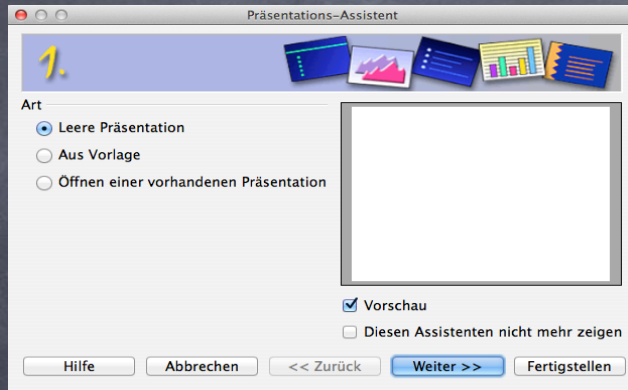 Präsentations-Assistent
1.
Art
Leere Präsentation
Aus Vorlage
Öffnen einer vorhandenen Präsentation
Vorschau
Diesen Assistenten nicht mehr zeigen
Hilfe Abbrechen << Zurück Weiter >> Fertigstellen